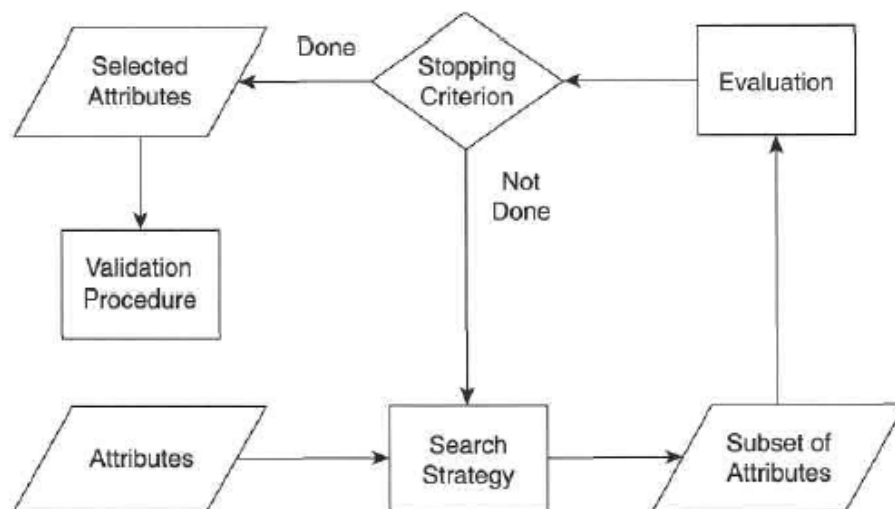 Done
Selected
Attributes
Stopping
Criterion
Evaluation
Not
Done
Validation
Procedure
Attributes
Search
Strategy
Subset of
Attributes